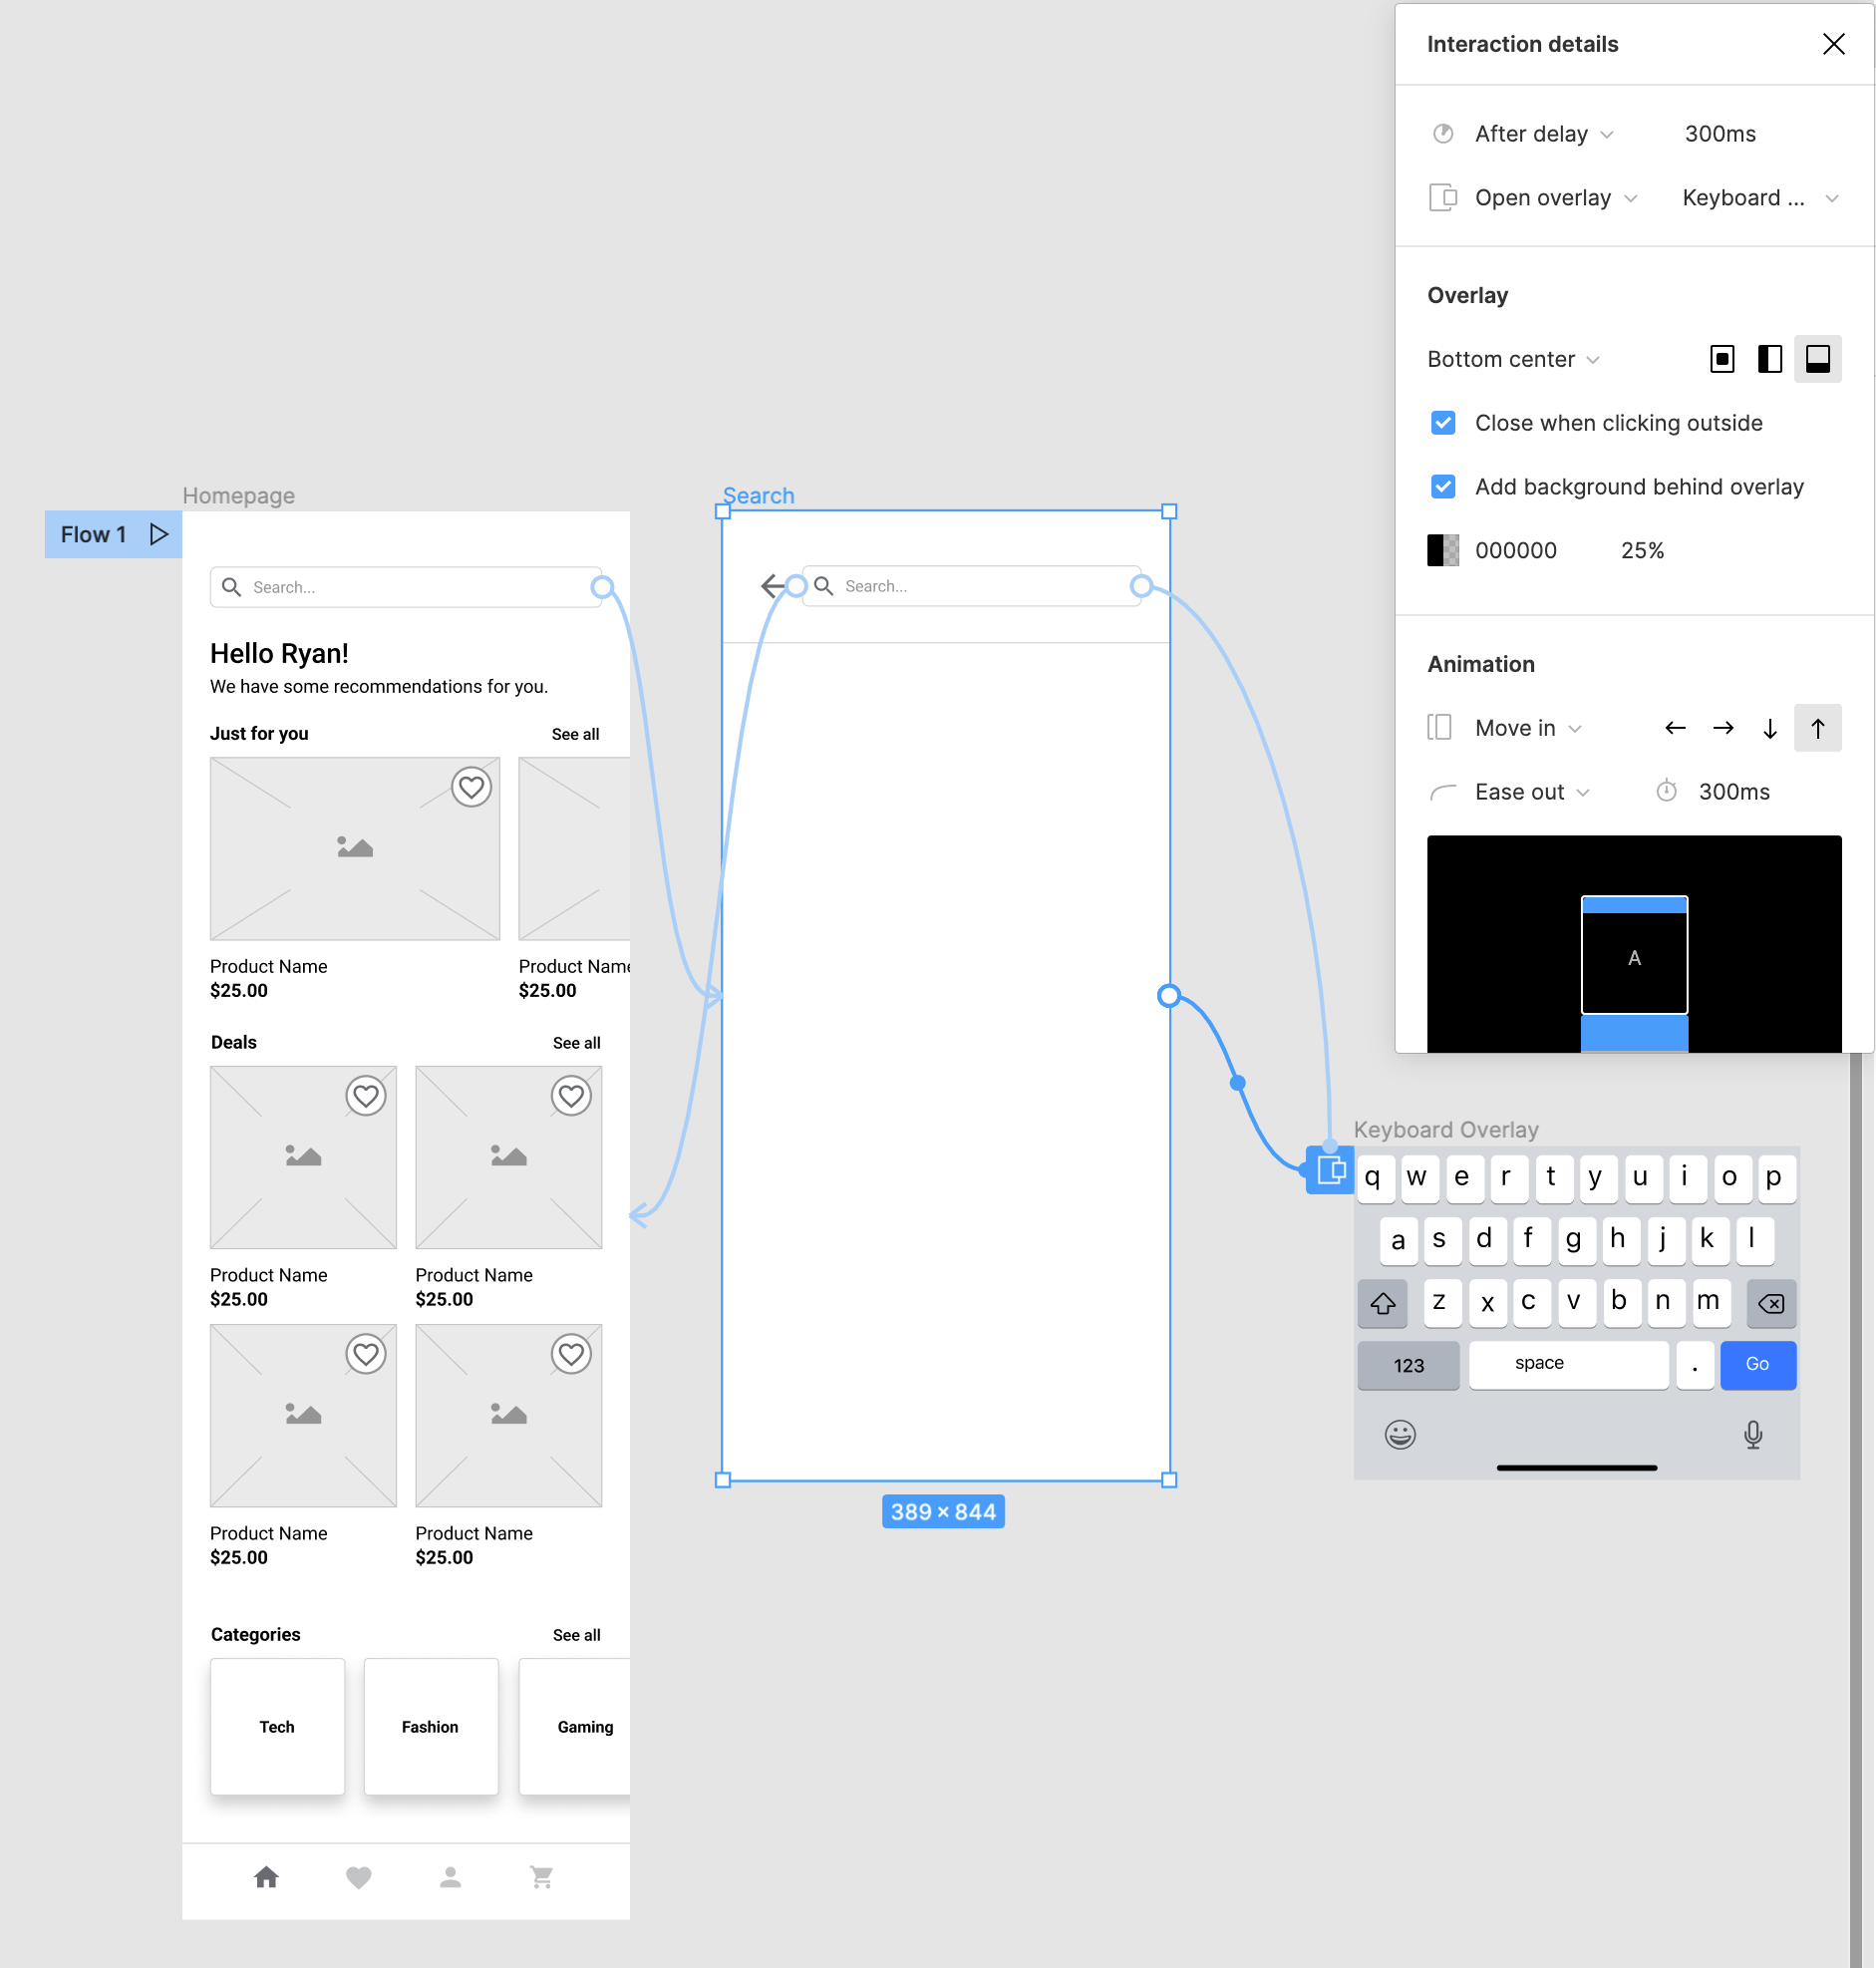 Interaction details
After delay 300ms
Open overlay Keyboard ...
Overlay
Bottom center
Close when clicking outside
Add background behind overlay
000000 25%
Animation
Move in
Ease out 300ms
A
Homepage
Flow 1
Search...
Hello Ryan!
We have some recommendations for you.
Just for you See all
Product Name Product Name
$25.00 $25.00
Deals See all
Product Name Product Name
$25.00 $25.00
Product Name Product Name
$25.00 $25.00
Categories See all
Tech Fashion Gaming
Search
Search...
389 × 844
Keyboard Overlay
q w e r t y u i o p
a s d f g h j k l
z x c v b n m
123 space . Go